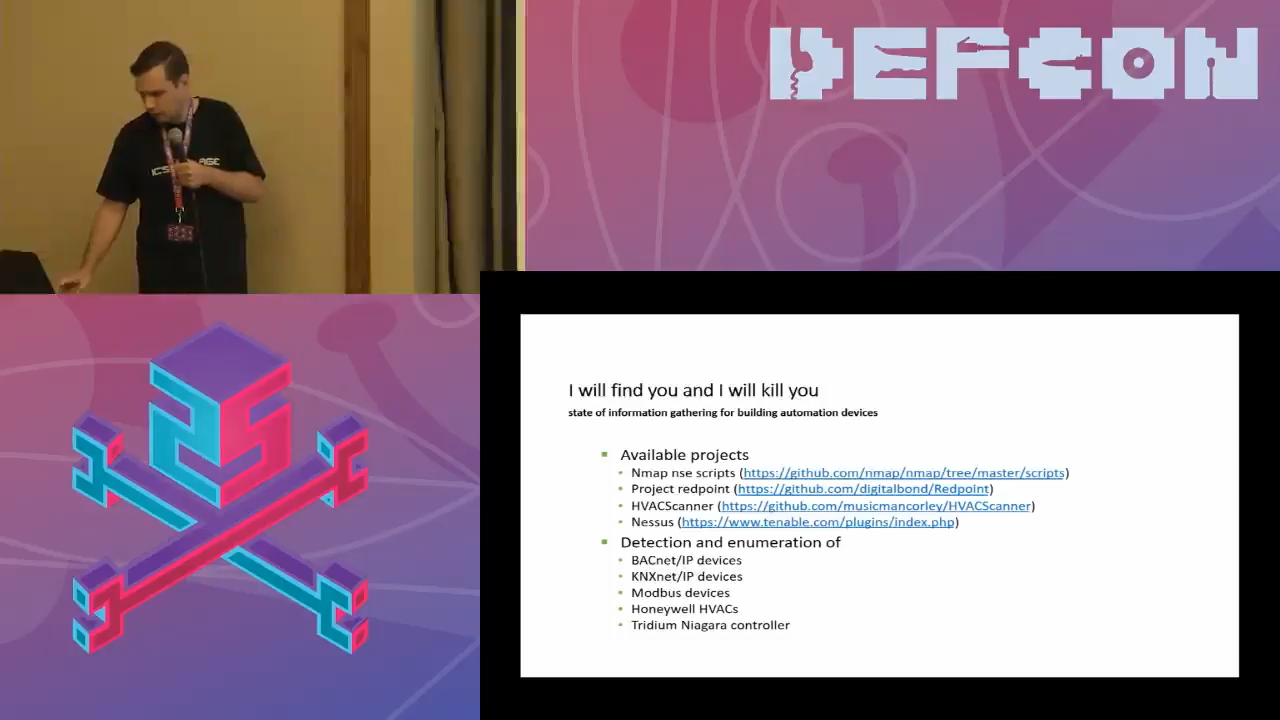 DEFCON
ICS
AGE
25
I will find you and I will kill you
state of information gathering for building automation devices
Available projects
Nmap nse scripts (https://github.com/nmap/nmap/tree/master/scripts)
Project redpoint (https://github.com/digitalbond/Redpoint)
HVACScanner (https://github.com/musicmancorley/HVACScanner)
Nessus (https://www.tenable.com/plugins/index.php)
Detection and enumeration of
BACnet/IP devices
KNXnet/IP devices
Modbus devices
Honeywell HVACs
Tridium Niagara controller